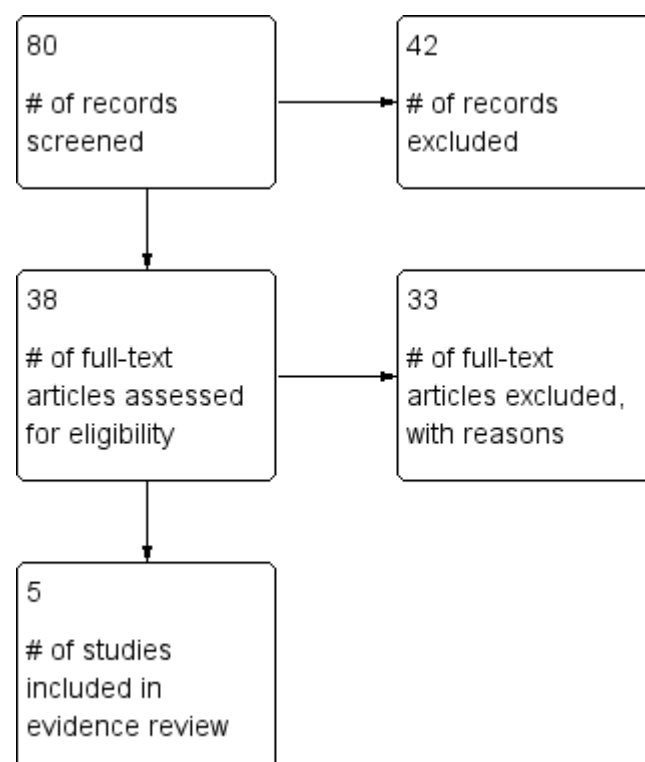 80
# of records
screened
42
# of records
excluded
38
# of full-text
articles assessed
for eligibility
33
# of full-text
articles excluded,
with reasons
5
# of studies
included in
evidence review